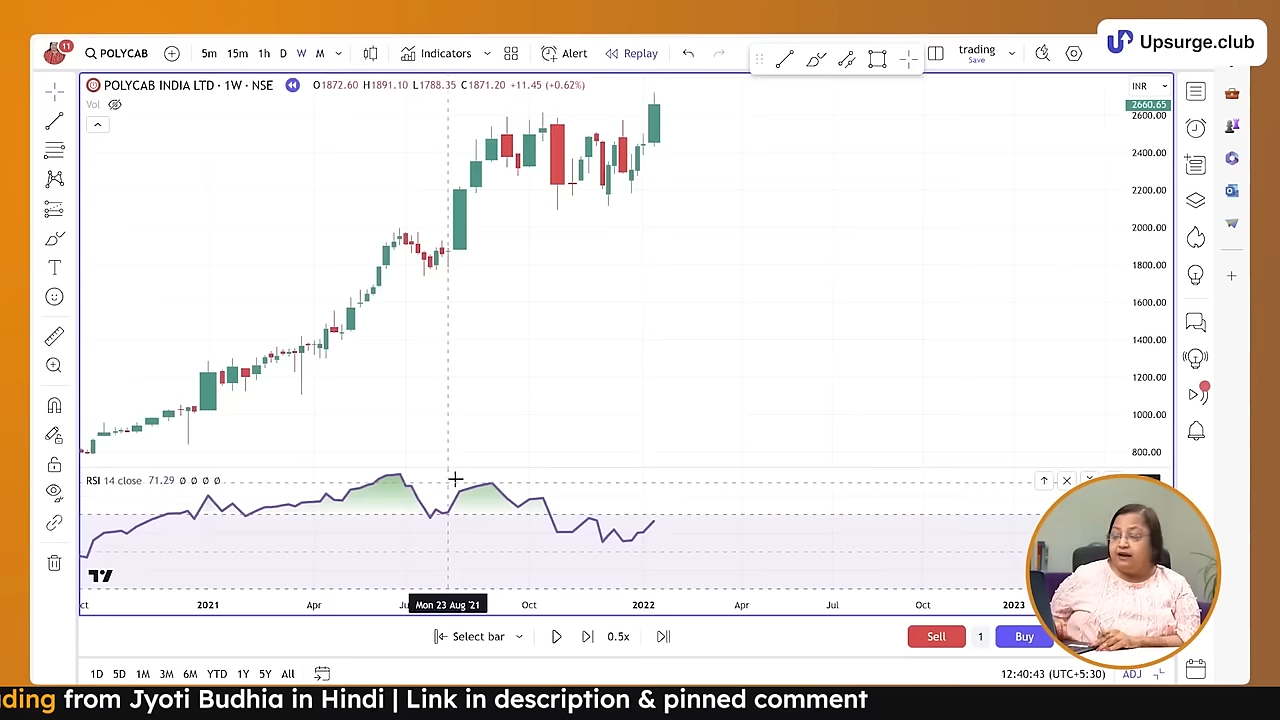 Upsurge.club
11
POLYCAB
5m 15m 1h D W M
Indicators
Alert
Replay
trading
Save
POLYCAB INDIA LTD · 1W · NSE
O1872.60 H1891.10 L1788.35 C1871.20 +11.45 (+0.62%)
INR
Vol
2660.65
2600.00
2400.00
2200.00
2000.00
1800.00
1600.00
1400.00
1200.00
1000.00
800.00
RSI 14 close 71.29 ∅ ∅ ∅ ∅
ct 2021 Apr Ju Mon 23 Aug '21 Oct 2022 Apr Jul Oct 2023
Select bar 0.5x
Sell 1 Buy
1D 5D 1M 3M 6M YTD 1Y 5Y All
12:40:43 (UTC+5:30) ADJ
ding from Jyoti Budhia in Hindi | Link in description & pinned comment